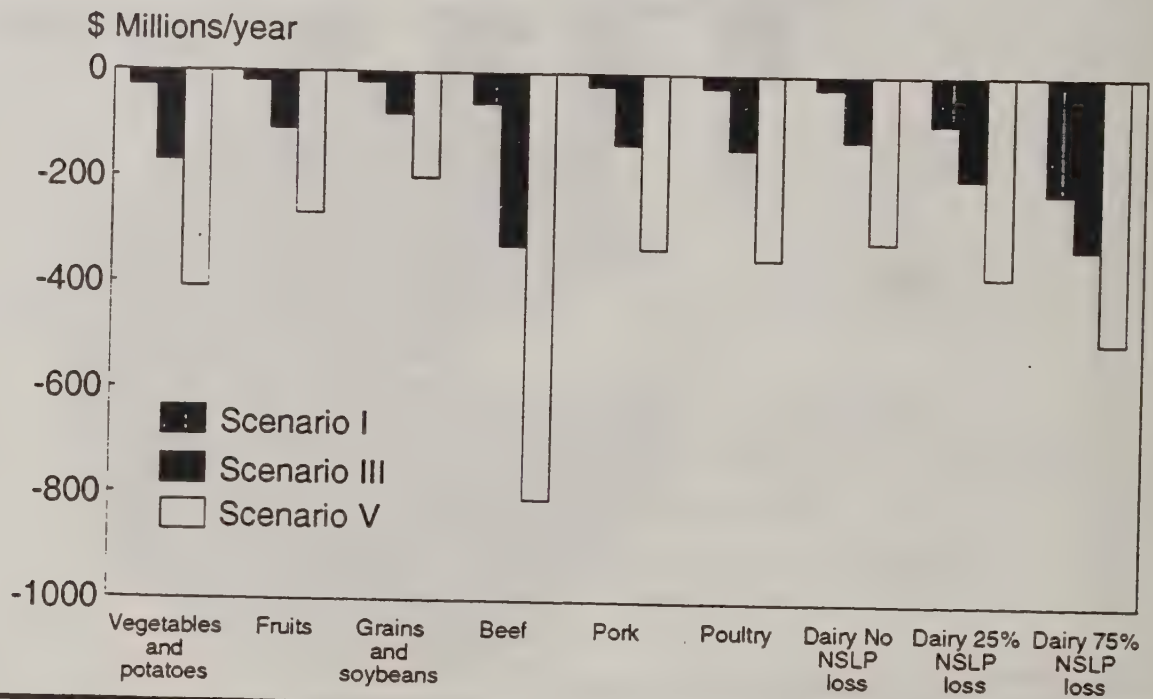 $ Millions/year
0
-200
-400
-600
-800
-1000
Scenario I
Scenario III
Scenario V
Vegetables and potatoes
Fruits
Grains and soybeans
Beef
Pork
Poultry
Dairy No NSLP loss
Dairy 25% NSLP loss
Dairy 75% NSLP loss